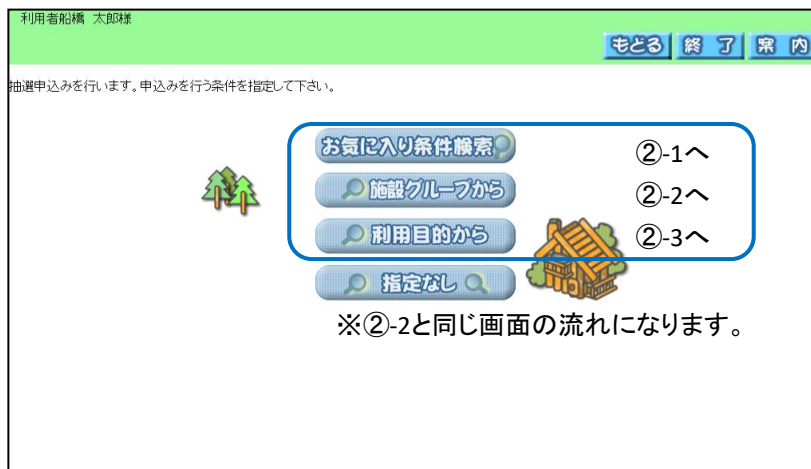 利用者船橋 太郎様
もどる 終 了 案 内
抽選申込みを行います。申込みを行う条件を指定して下さい。
お気に入り条件検索 ②-1へ
施設グループから ②-2へ
利用目的から ②-3へ
指定なし
※②-2と同じ画面の流れになります。